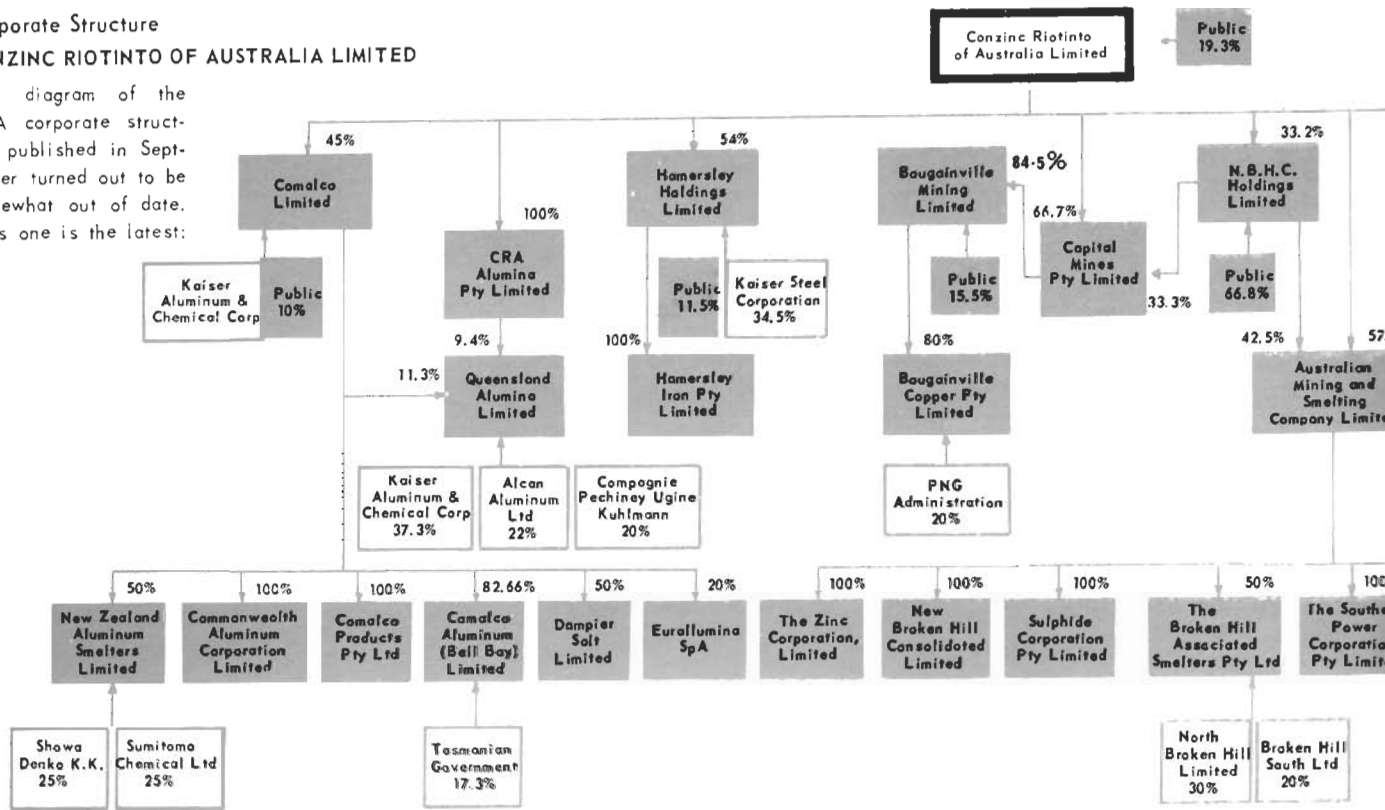 porate Structure
NZINC RIOTINTO OF AUSTRALIA LIMITED
diagram of the
A corporate struct-
published in Sept-
er turned out to be
ewhat out of date.
s one is the latest:
Conzinc Riotinto
of Australia Limited
Public
19.3%
45%
Comalco
Limited
Kaiser
Aluminum &
Chemical Corp
Public
10%
100%
CRA
Alumina
Pty Limited
9.4%
11.3%
Queensland
Alumina
Limited
Kaiser
Aluminum &
Chemical Corp
37.3%
Alcan
Aluminum
Ltd
22%
Compagnie
Pechiney Ugine
Kuhlmann
20%
54%
Hamersley
Holdings
Limited
Public
11.5%
Kaiser Steel
Corporation
34.5%
100%
Hamersley
Iron Pty
Limited
84.5%
Bougainville
Mining
Limited
Public
15.5%
80%
Bougainville
Copper Pty
Limited
PNG
Administration
20%
66.7%
Capital
Mines
Pty Limited
33.3%
33.2%
N.B.H.C.
Holdings
Limited
Public
66.8%
42.5%
57.
Australian
Mining and
Smelting
Company Limite
50%
New Zealand
Aluminum
Smelters
Limited
Showa
Denko K.K.
25%
Sumitomo
Chemical Ltd
25%
100%
Commonwealth
Aluminum
Corporation
Limited
100%
Comalco
Products
Pty Ltd
82.66%
Comalco
Aluminum
(Bell Bay)
Limited
Tasmanian
Government
17.3%
50%
Dampier
Salt
Limited
20%
Eurallumina
SpA
100%
The Zinc
Corporation,
Limited
100%
New
Broken Hill
Consolidated
Limited
100%
Sulphide
Corporation
Pty Limited
50%
The
Broken Hill
Associated
Smelters Pty Ltd
North
Broken Hill
Limited
30%
Broken Hill
South Ltd
20%
100
The Souther
Power
Corporatia
Pty Limite